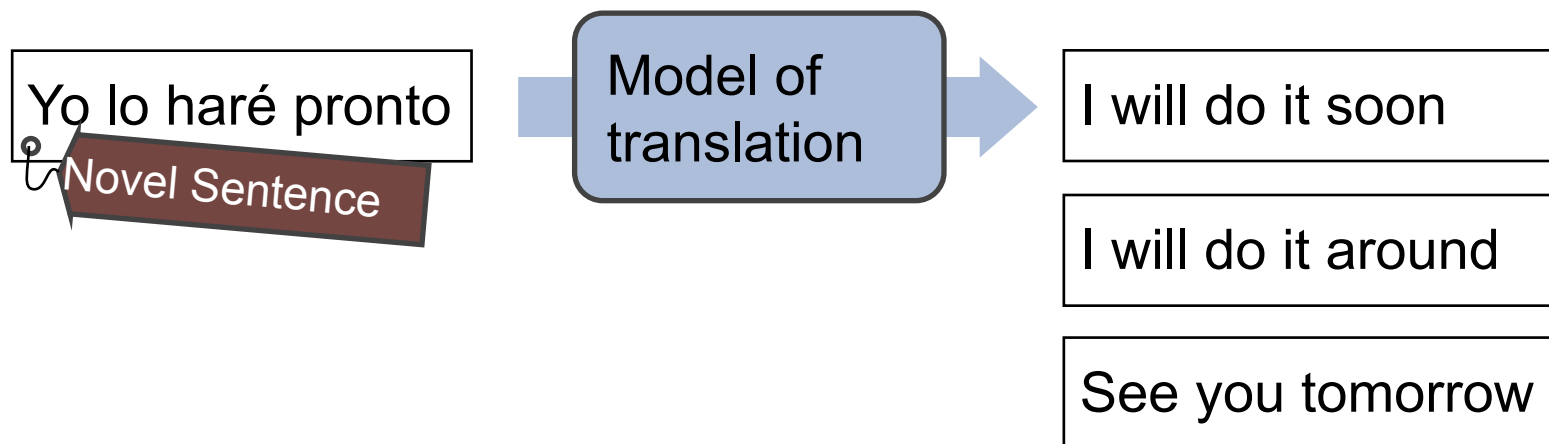 Yo lo haré pronto
Novel Sentence
Model of
translation
I will do it soon
I will do it around
See you tomorrow